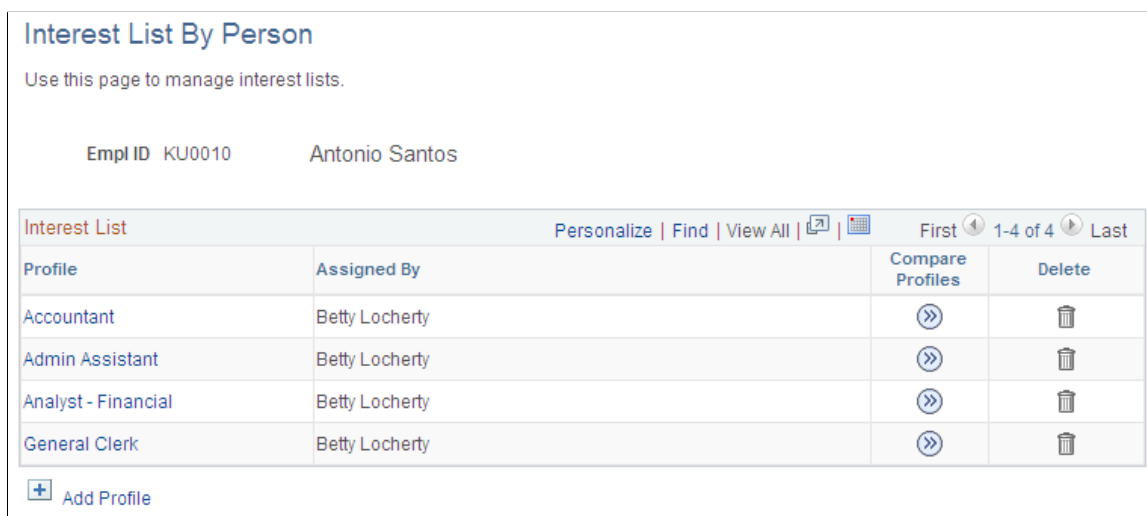 Interest List By Person
Use this page to manage interest lists.
Empl ID KU0010 Antonio Santos
Interest List Personalize | Find | View All | | First 1-4 of 4 Last
Profile Assigned By Compare Profiles Delete
Accountant Betty Locherty
Admin Assistant Betty Locherty
Analyst - Financial Betty Locherty
General Clerk Betty Locherty
Add Profile